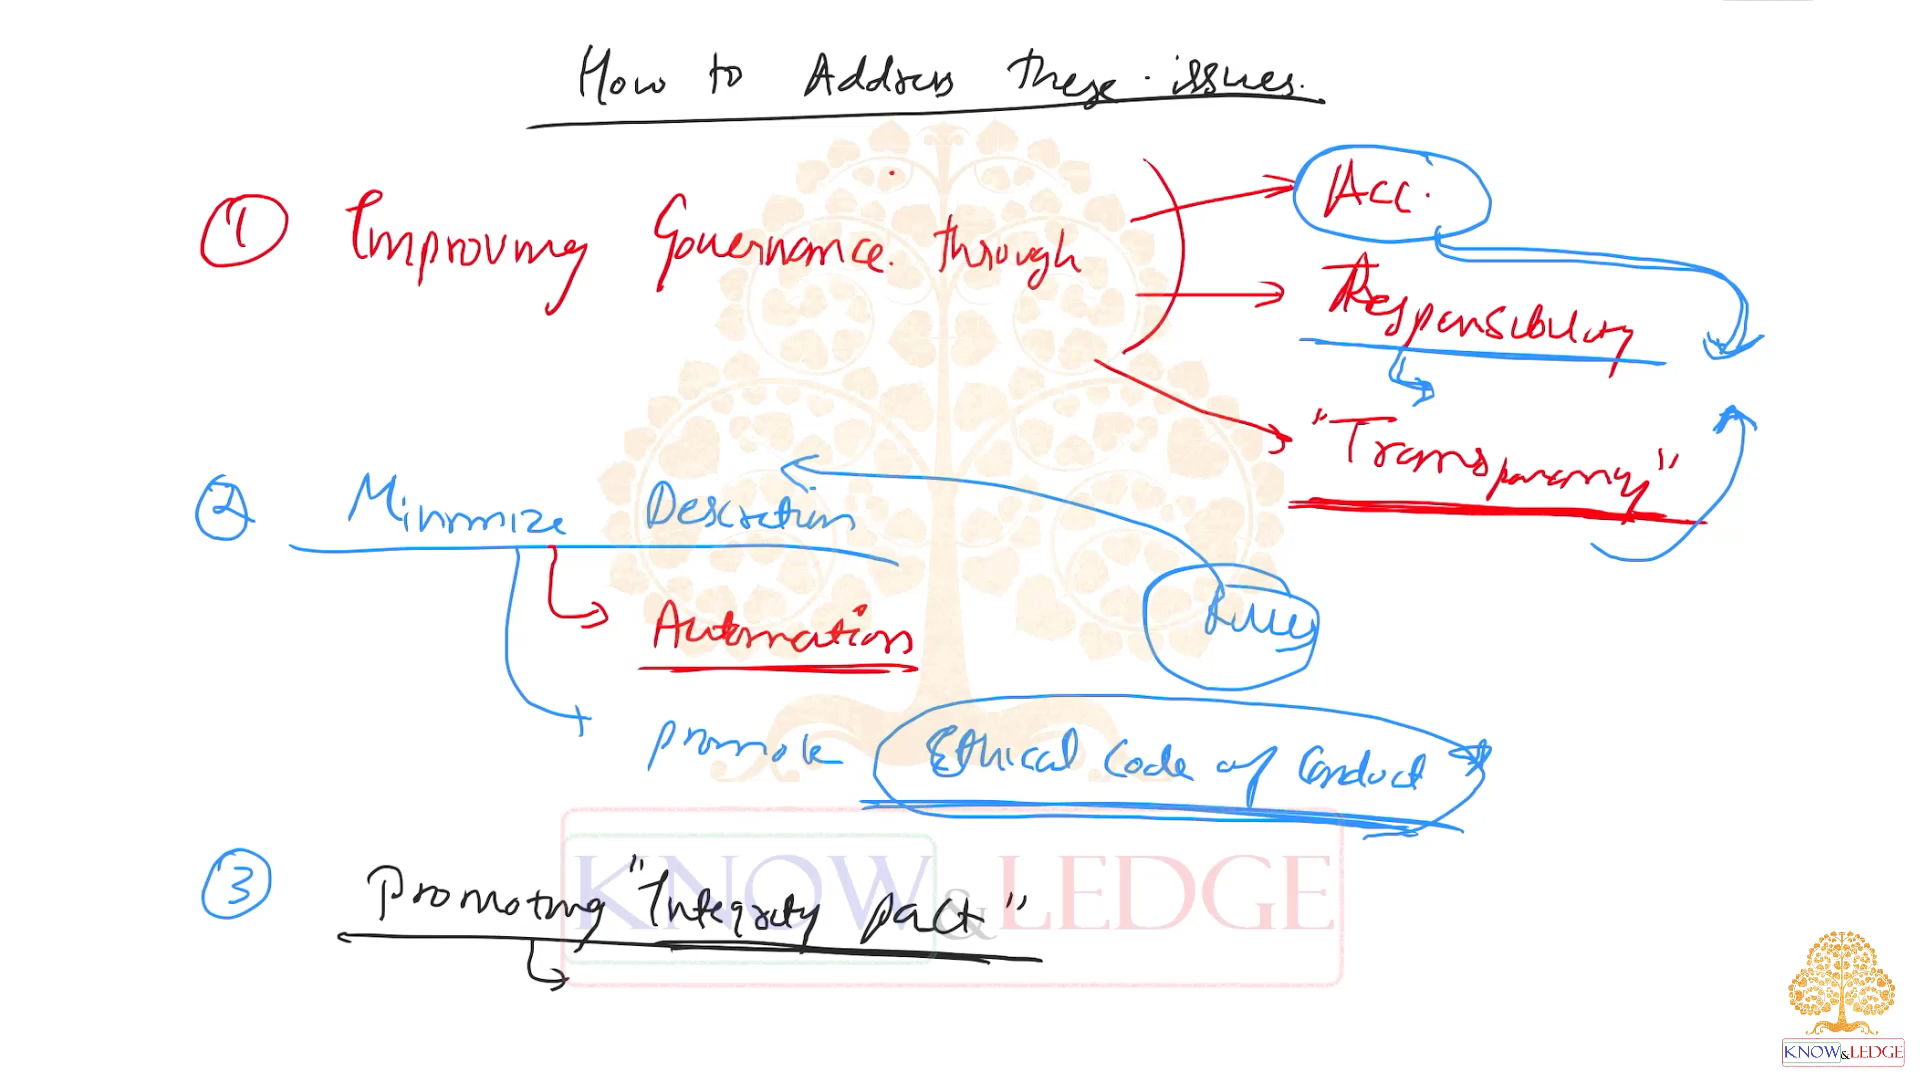 How to Address these issues.
① Improving Governance through
Acc.
Responsibility
"Transparency"
② Minimize Descretion
Automation
Rules
promote Ethical Code of Conduct
③ Promoting "Integrity pact"
KNOW&LEDGE
KNOW&LEDGE